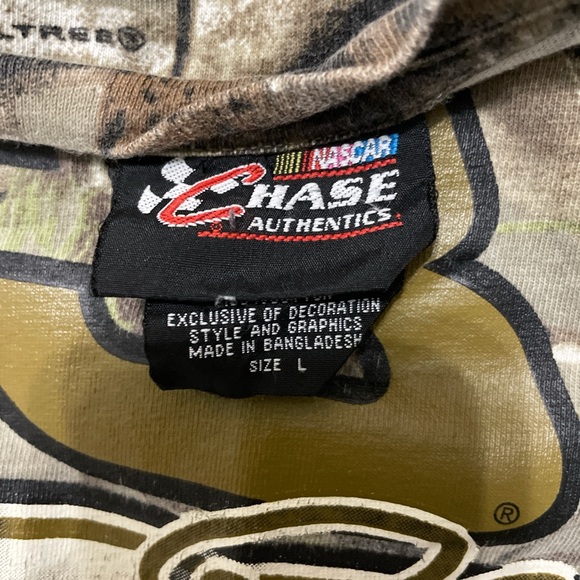 LTREE®
NASCAR
CHASE
AUTHENTICS
EXCLUSIVE OF DECORATION
STYLE AND GRAPHICS
MADE IN BANGLADESH
SIZE L
®